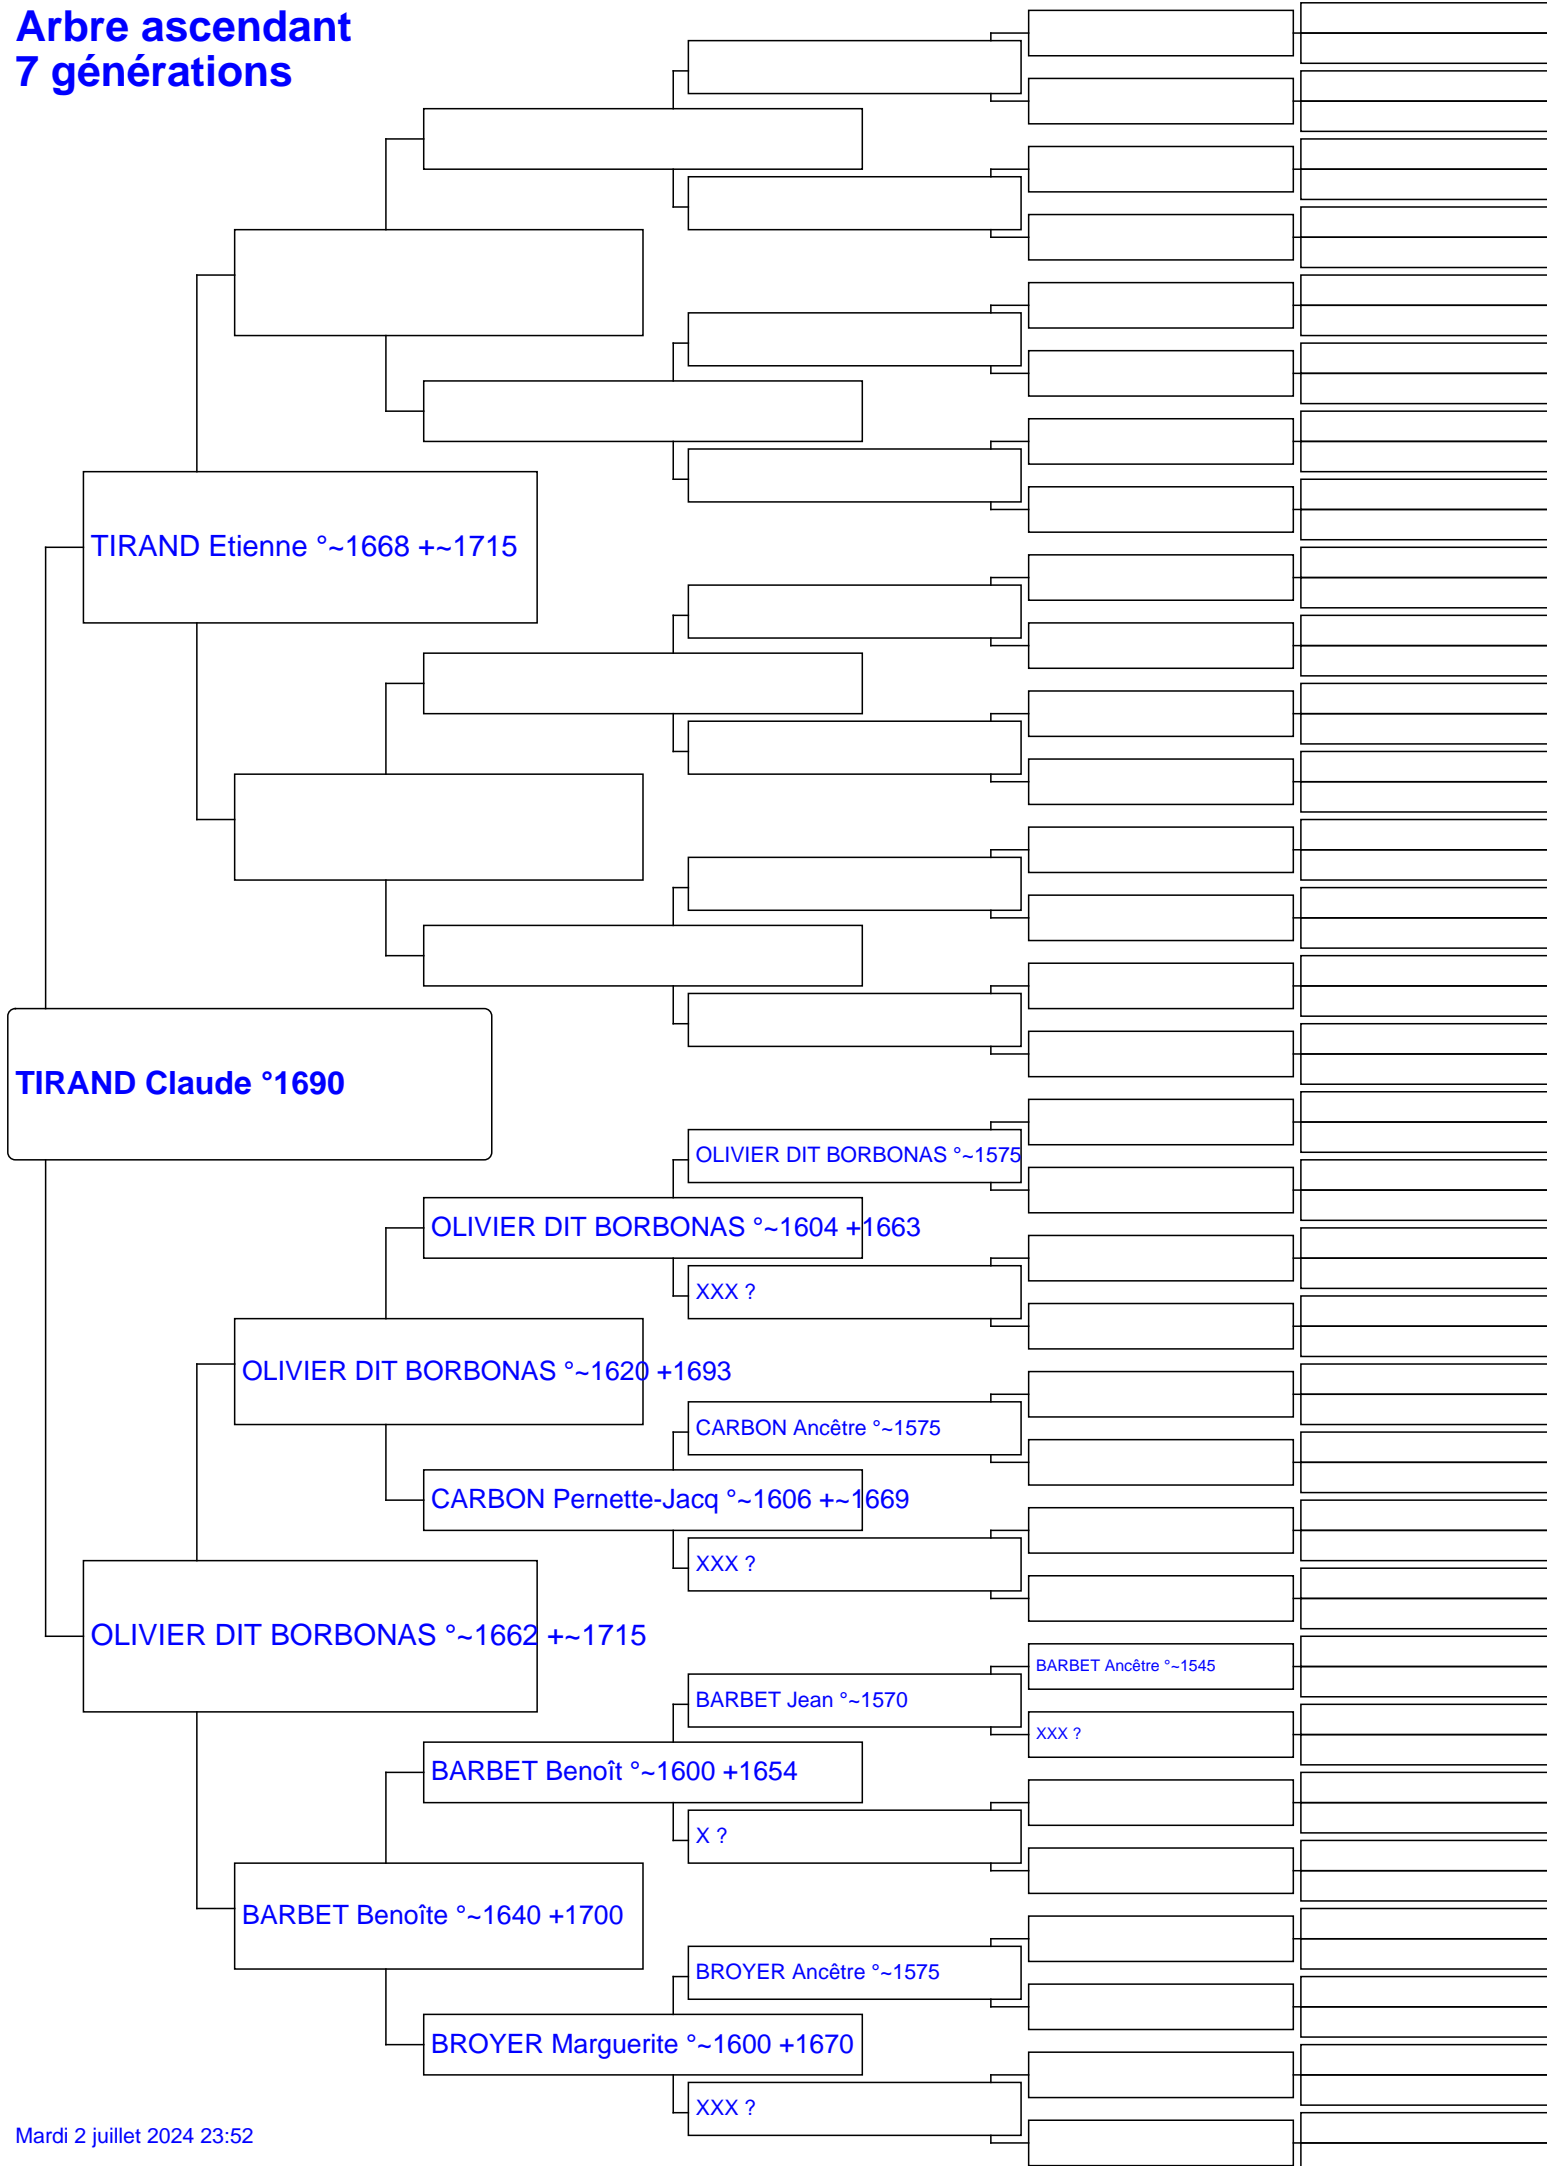 Arbre ascendant
7 générations
TIRAND Etienne °~1668 +~1715
TIRAND Claude °1690
OLIVIER DIT BORBONAS °~1575
OLIVIER DIT BORBONAS °~1604 +1663
XXX ?
OLIVIER DIT BORBONAS °~1620 +1693
CARBON Ancêtre °~1575
CARBON Pernette-Jacq °~1606 +~1669
XXX ?
OLIVIER DIT BORBONAS °~1662 +~1715
BARBET Ancêtre °~1545
BARBET Jean °~1570
XXX ?
BARBET Benoît °~1600 +1654
X ?
BARBET Benoîte °~1640 +1700
BROYER Ancêtre °~1575
BROYER Marguerite °~1600 +1670
XXX ?
Mardi 2 juillet 2024 23:52